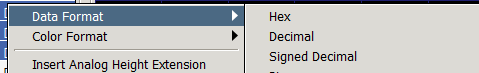 Data Format
Color Format
Insert Analog Height Extension
Hex
Decimal
Signed Decimal